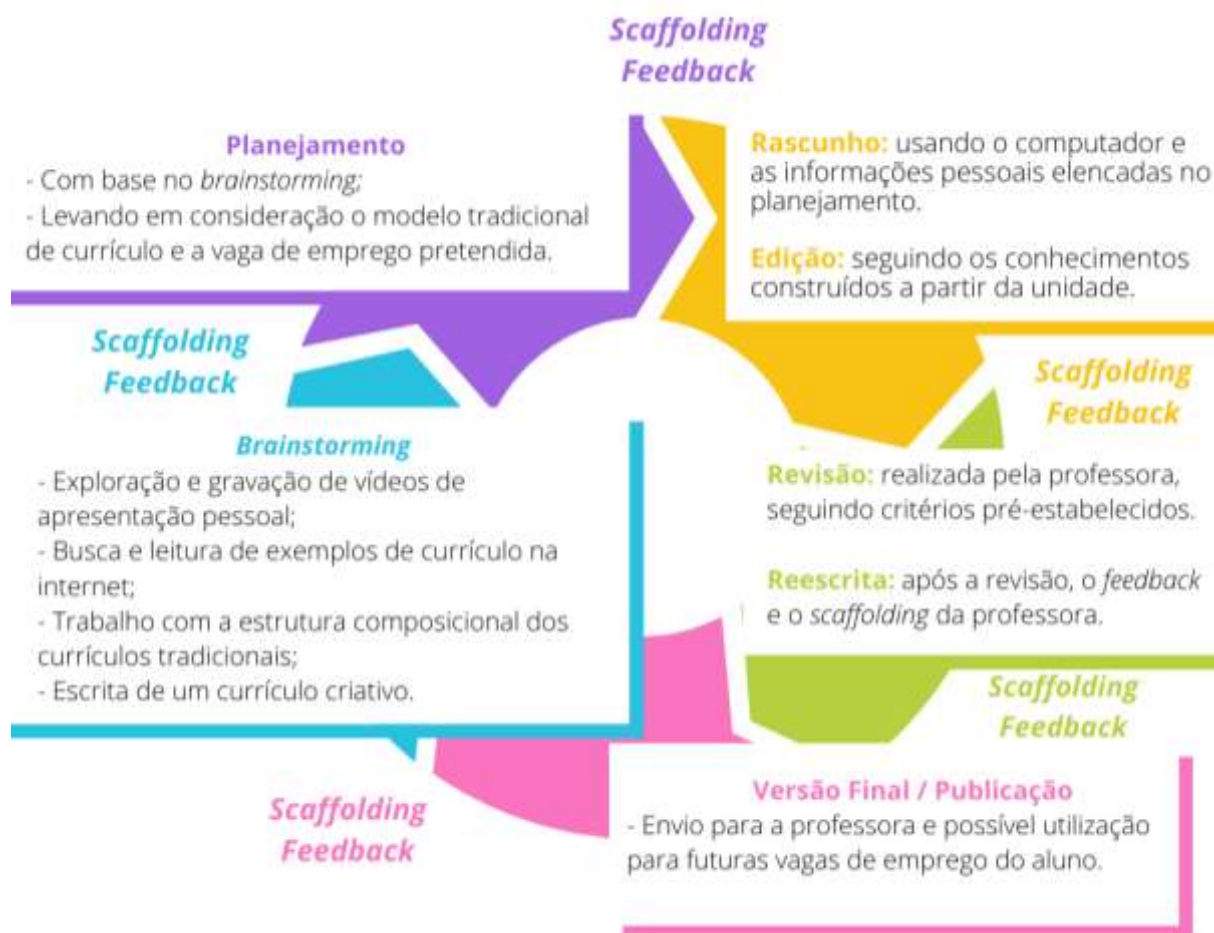 Scaffolding
Feedback
Planejamento
- Com base no brainstorming;
- Levando em consideração o modelo tradicional
de currículo e a vaga de emprego pretendida.
Rascunho: usando o computador e
as informações pessoais elencadas no
planejamento.
Edição: seguindo os conhecimentos
construídos a partir da unidade.
Scaffolding
Feedback
Scaffolding
Feedback
Brainstorming
- Exploração e gravação de vídeos de
apresentação pessoal;
- Busca e leitura de exemplos de currículo na
internet;
- Trabalho com a estrutura composicional dos
currículos tradicionais;
- Escrita de um currículo criativo.
Revisão: realizada pela professora,
seguindo critérios pré-estabelecidos.
Reescrita: após a revisão, o feedback
e o scaffolding da professora.
Scaffolding
Feedback
Scaffolding
Feedback
Versão Final / Publicação
- Envio para a professora e possível utilização
para futuras vagas de emprego do aluno.